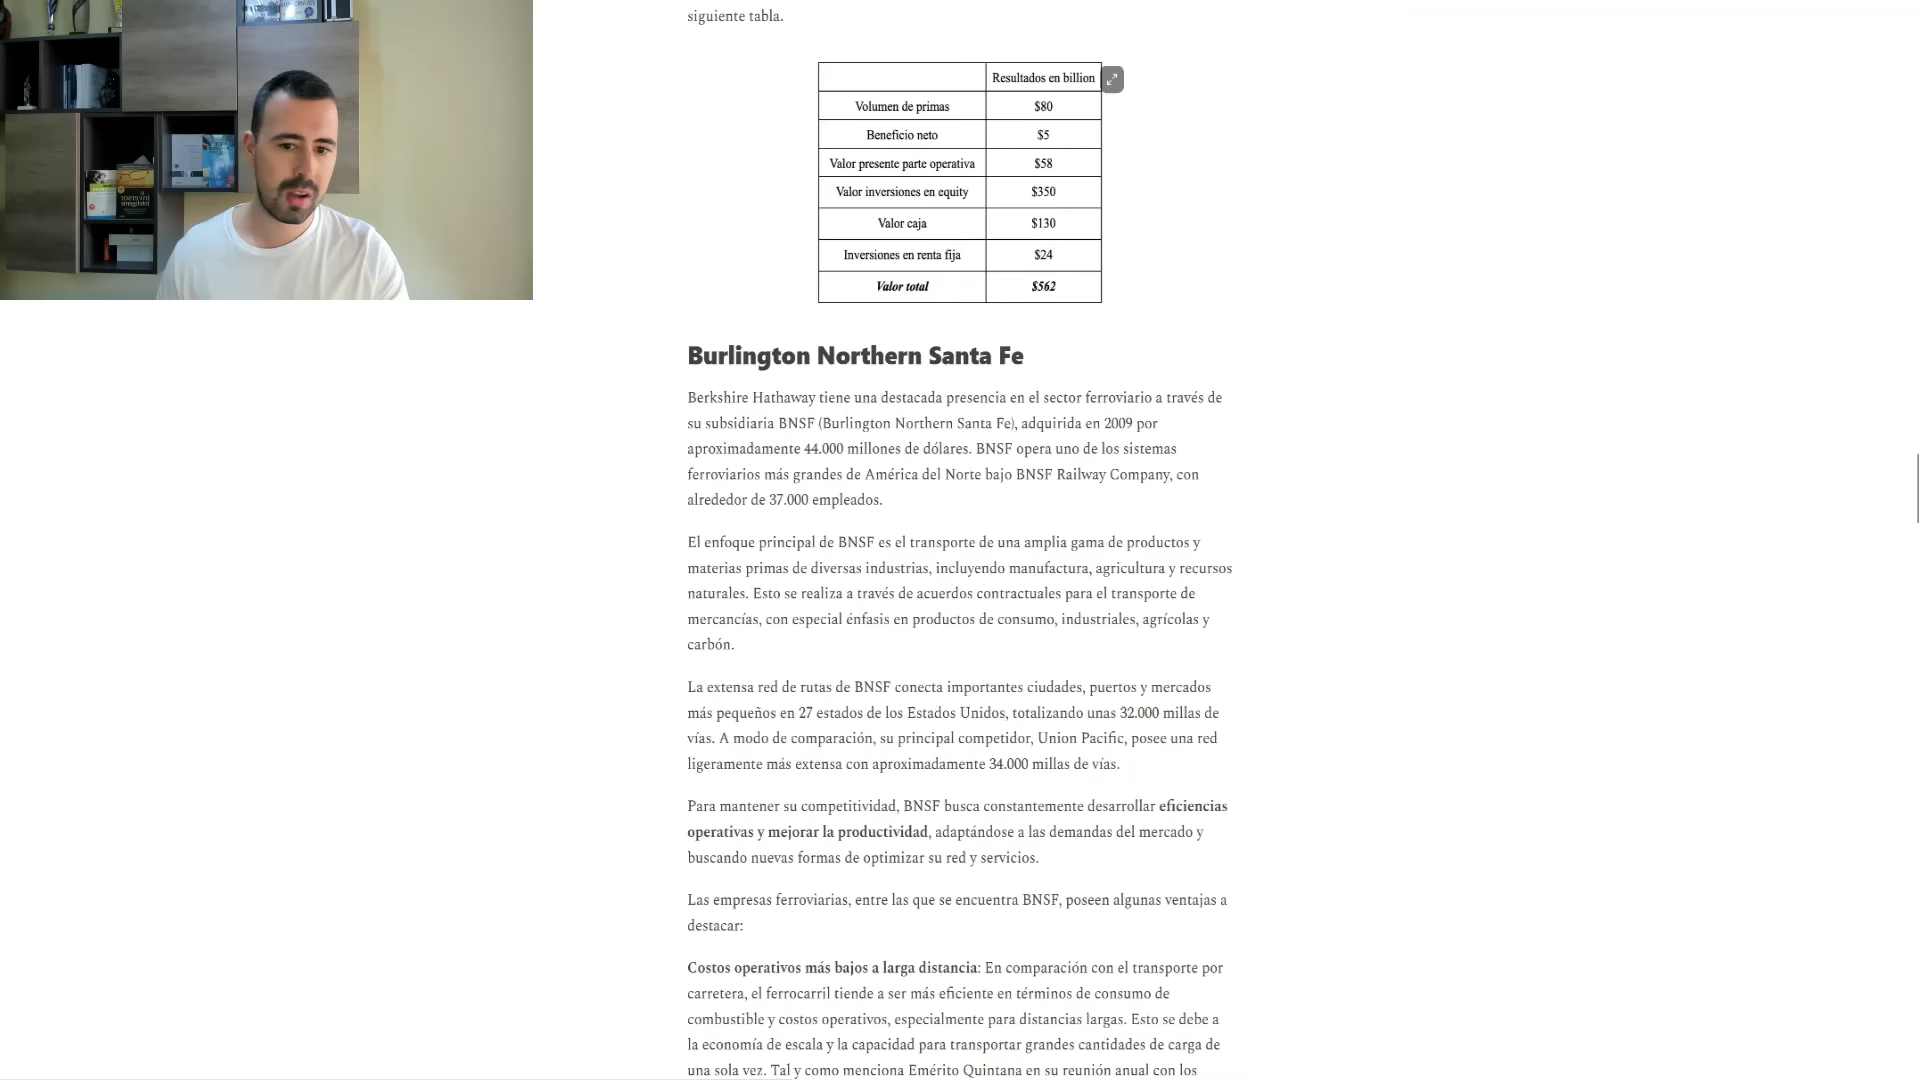 siguiente tabla.
Resultados en billion
Volumen de primas $80
Beneficio neto $5
Valor presente parte operativa $58
Valor inversiones en equity $350
Valor caja $130
Inversiones en renta fija $24
Valor total $562
Burlington Northern Santa Fe
Berkshire Hathaway tiene una destacada presencia en el sector ferroviario a través de
su subsidiaria BNSF (Burlington Northern Santa Fe), adquirida en 2009 por
aproximadamente 44.000 millones de dólares. BNSF opera uno de los sistemas
ferroviarios más grandes de América del Norte bajo BNSF Railway Company, con
alrededor de 37.000 empleados.
El enfoque principal de BNSF es el transporte de una amplia gama de productos y
materias primas de diversas industrias, incluyendo manufactura, agricultura y recursos
naturales. Esto se realiza a través de acuerdos contractuales para el transporte de
mercancías, con especial énfasis en productos de consumo, industriales, agrícolas y
carbón.
La extensa red de rutas de BNSF conecta importantes ciudades, puertos y mercados
más pequeños en 27 estados de los Estados Unidos, totalizando unas 32.000 millas de
vías. A modo de comparación, su principal competidor, Union Pacific, posee una red
ligeramente más extensa con aproximadamente 34.000 millas de vías.
Para mantener su competitividad, BNSF busca constantemente desarrollar eficiencias
operativas y mejorar la productividad, adaptándose a las demandas del mercado y
buscando nuevas formas de optimizar su red y servicios.
Las empresas ferroviarias, entre las que se encuentra BNSF, poseen algunas ventajas a
destacar:
Costos operativos más bajos a larga distancia: En comparación con el transporte por
carretera, el ferrocarril tiende a ser más eficiente en términos de consumo de
combustible y costos operativos, especialmente para distancias largas. Esto se debe a
la economía de escala y la capacidad para transportar grandes cantidades de carga de
una sola vez. Tal y como menciona Emérito Quintana en su reunión anual con los